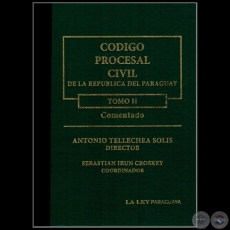 CODIGO
PROCESAL
CIVIL
DE LA REPUBLICA DEL PARAGUAY
TOMO II
Comentado
ANTONIO TELLECHEA SOLIS
DIRECTOR
SEBASTIAN IRUN CROSKEY
COORDINADOR
LA LEY PARAGUAYA